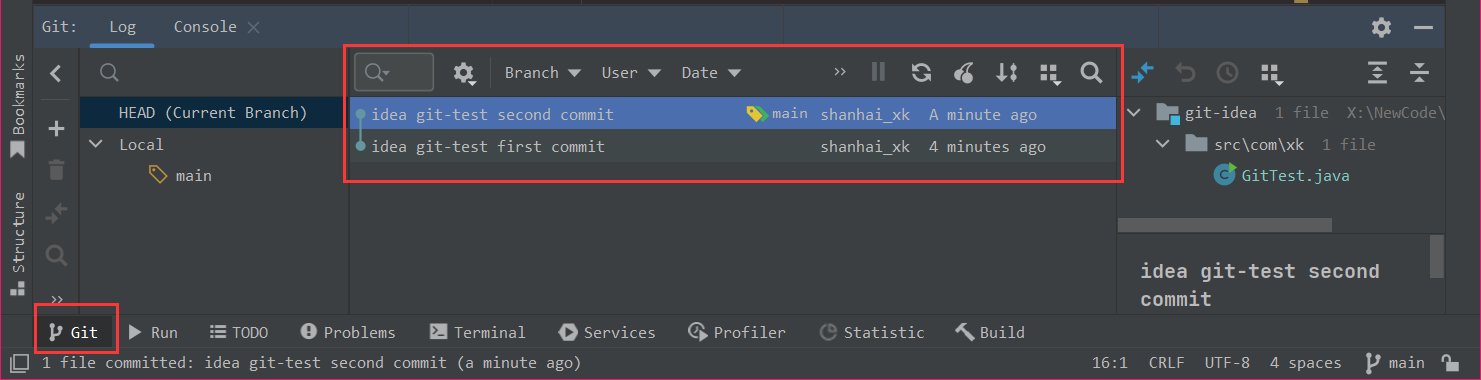 Git: Log Console
Bookmarks
Structure
HEAD (Current Branch)
Local
main
Branch User Date
idea git-test second commit main shanhai_xk A minute ago
idea git-test first commit shanhai_xk 4 minutes ago
git-idea 1 file X:\NewCode\
src\com\xk 1 file
GitTest.java
idea git-test second
commit
Git Run TODO Problems Terminal Services Profiler Statistic Build
1 file committed: idea git-test second commit (a minute ago) 16:1 CRLF UTF-8 4 spaces main